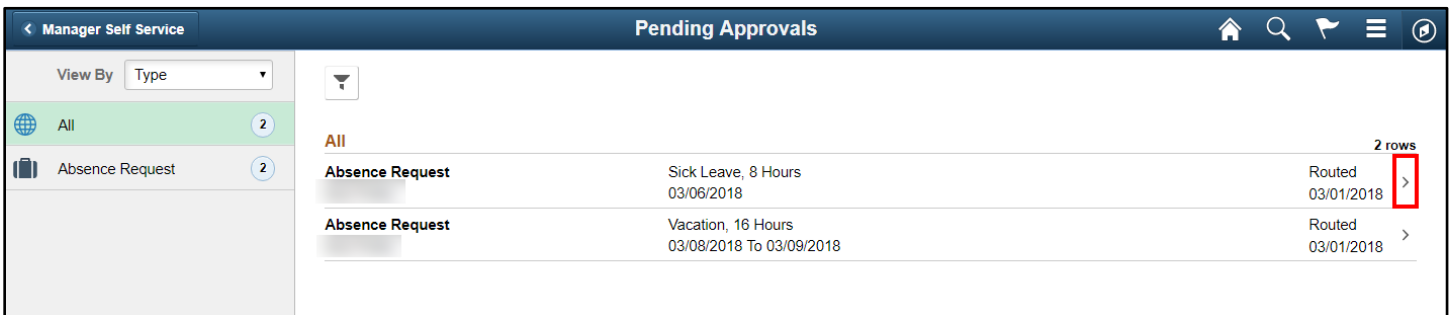 Manager Self Service Pending Approvals
View By Type
All 2
Absence Request 2
All
2 rows
Absence Request Sick Leave, 8 Hours Routed
03/06/2018 03/01/2018
Absence Request Vacation, 16 Hours Routed
03/08/2018 To 03/09/2018 03/01/2018